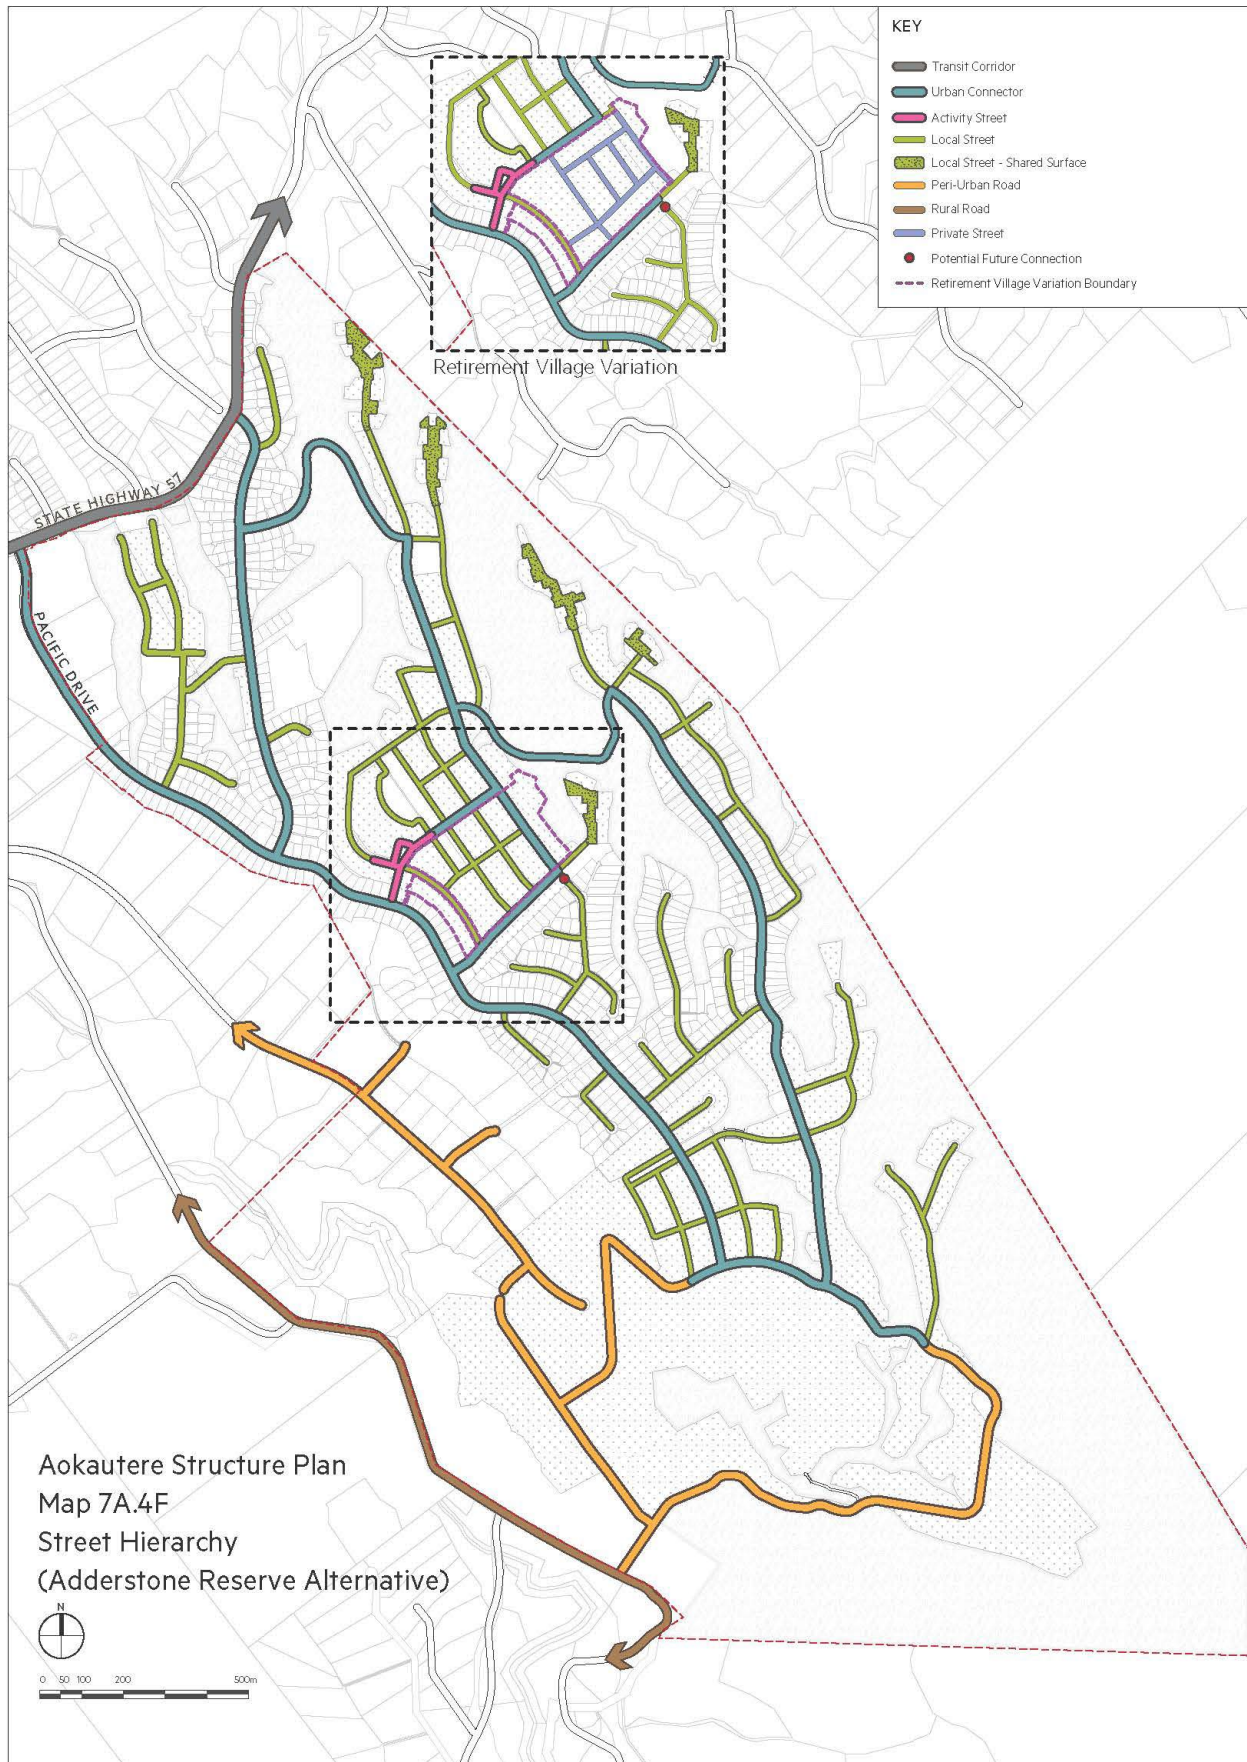 KEY
Transit Corridor
Urban Connector
Activity Street
Local Street
Local Street - Shared Surface
Peri-Urban Road
Rural Road
Private Street
Potential Future Connection
Retirement Village Variation Boundary
Retirement Village Variation
STATE HIGHWAY 57
PACIFIC DRIVE
Aokautere Structure Plan
Map 7A.4F
Street Hierarchy
(Adderstone Reserve Alternative)
N
0 50 100 200 500m